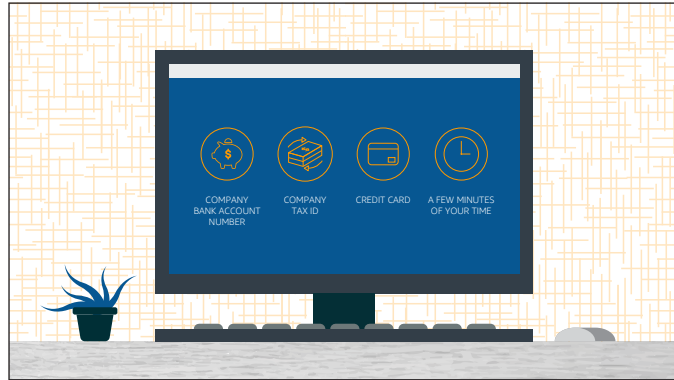 $
COMPANY
BANK ACCOUNT
NUMBER
COMPANY
TAX ID
CREDIT CARD
A FEW MINUTES
OF YOUR TIME